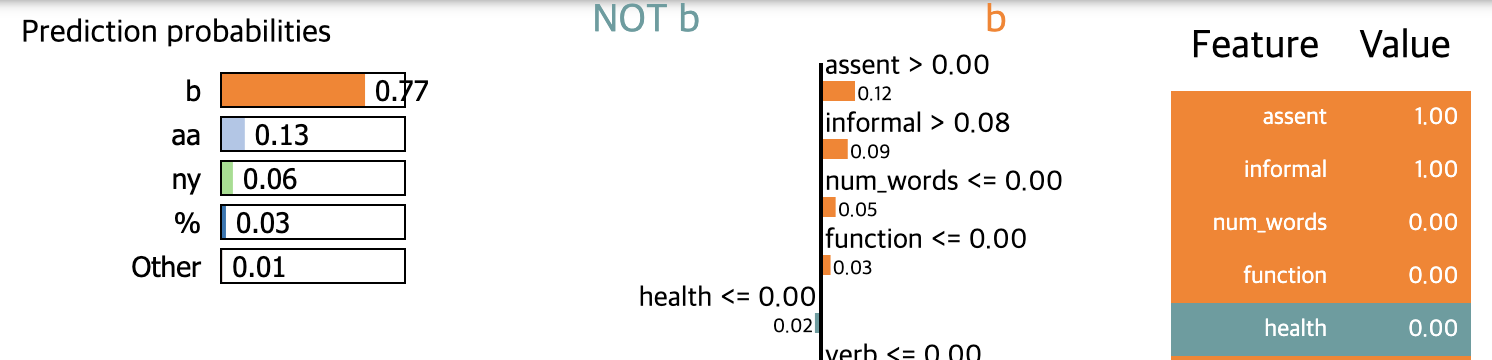 Prediction probabilities
b 0.77
aa 0.13
ny 0.06
% 0.03
Other 0.01
NOT b
b
assent > 0.00
0.12
informal > 0.08
0.09
num_words <= 0.00
0.05
function <= 0.00
0.03
health <= 0.00
0.02
verb <= 0.00
Feature Value
assent 1.00
informal 1.00
num_words 0.00
function 0.00
health 0.00